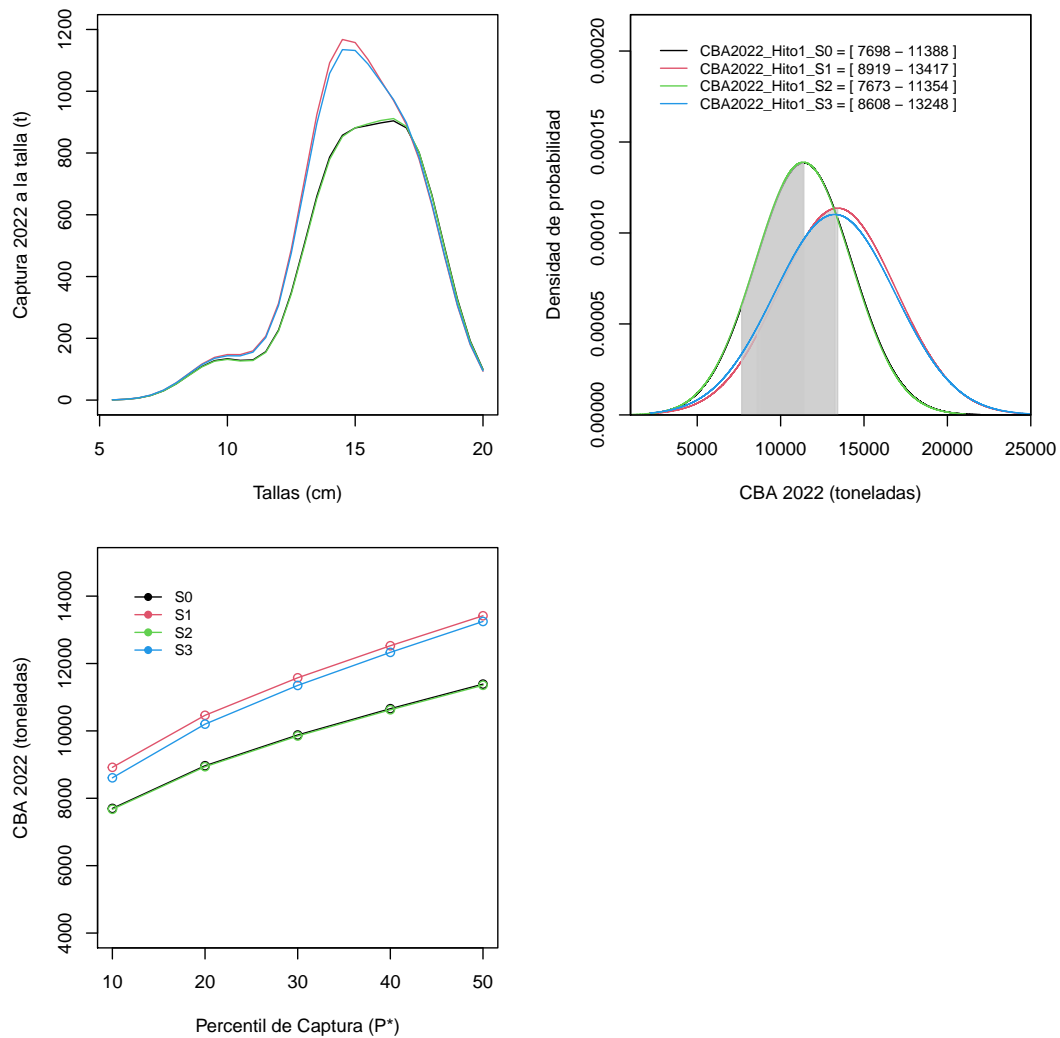 Captura 2022 a la talla (t)
1200
1000
800
600
400
200
0
5 10 15 20
Tallas (cm)
Densidad de probabilidad
0.00020
0.00015
0.00010
0.00005
0.00000
CBA2022_Hito1_S0 = [ 7698 − 11388 ]
CBA2022_Hito1_S1 = [ 8919 − 13417 ]
CBA2022_Hito1_S2 = [ 7673 − 11354 ]
CBA2022_Hito1_S3 = [ 8608 − 13248 ]
5000 10000 15000 20000 25000
CBA 2022 (toneladas)
CBA 2022 (toneladas)
14000
12000
10000
8000
6000
4000
S0
S1
S2
S3
10 20 30 40 50
Percentil de Captura (P*)